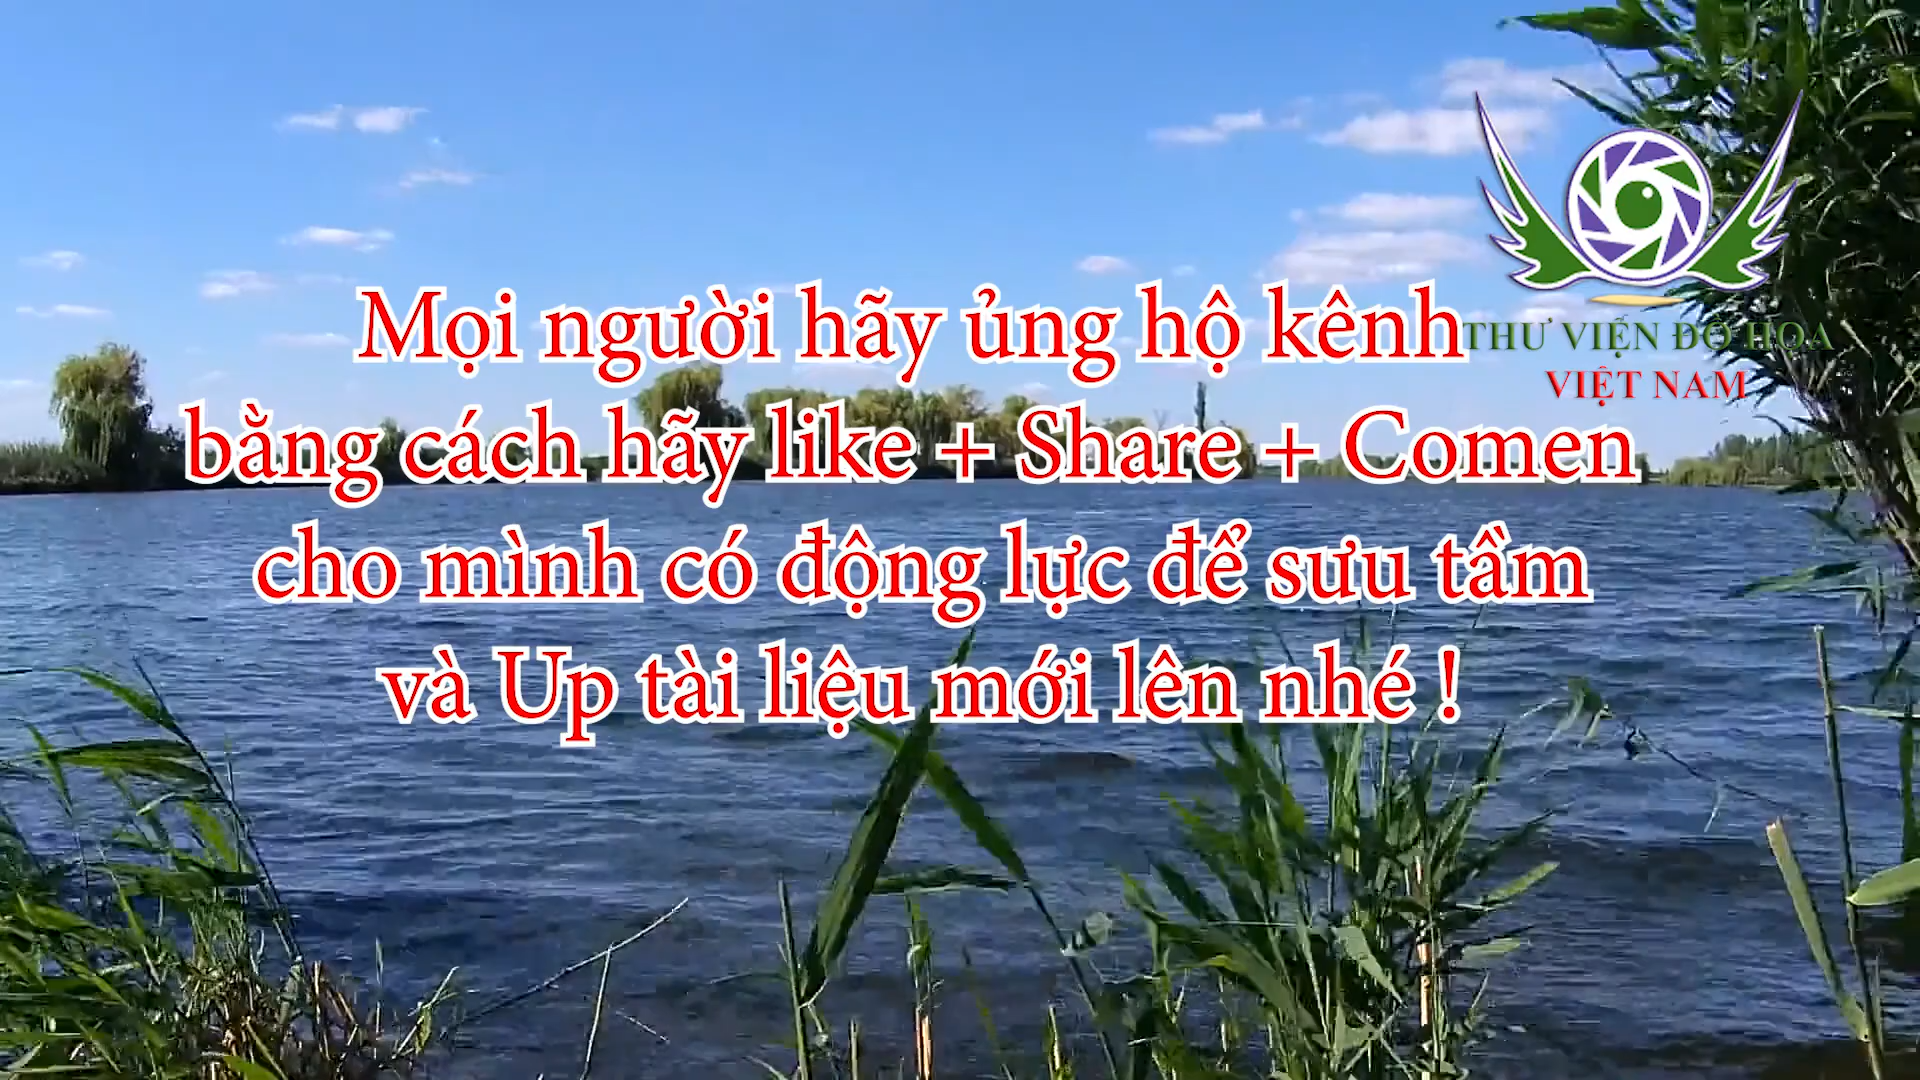 Mọi người hãy ủng hộ kênh
bằng cách hãy like + Share + Comen
cho mình có động lực để sưu tầm
và Up tài liệu mới lên nhé !
THƯ VIỆN ĐỒ HỌA
VIỆT NAM